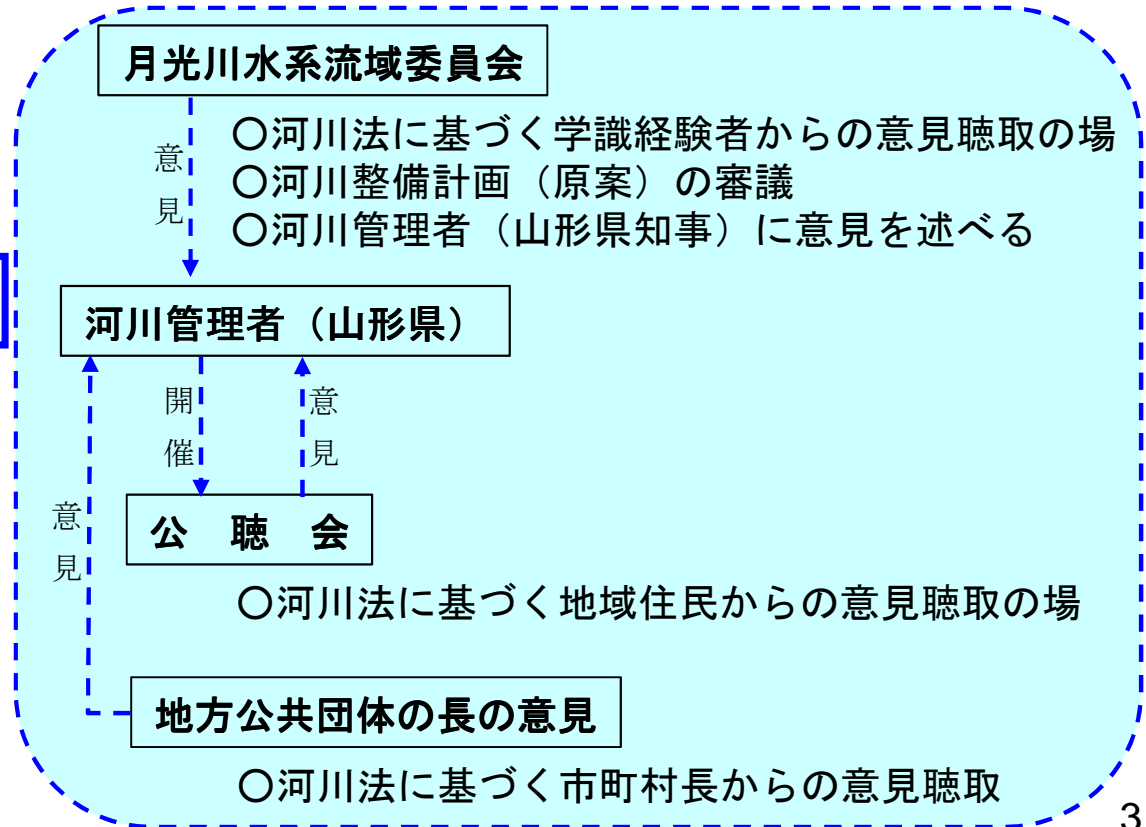 月光川水系流域委員会
意見
〇河川法に基づく学識経験者からの意見聴取の場
〇河川整備計画（原案）の審議
〇河川管理者（山形県知事）に意見を述べる
河川管理者（山形県）
開催
意見
意見
公　聴　会
〇河川法に基づく地域住民からの意見聴取の場
地方公共団体の長の意見
〇河川法に基づく市町村長からの意見聴取
3